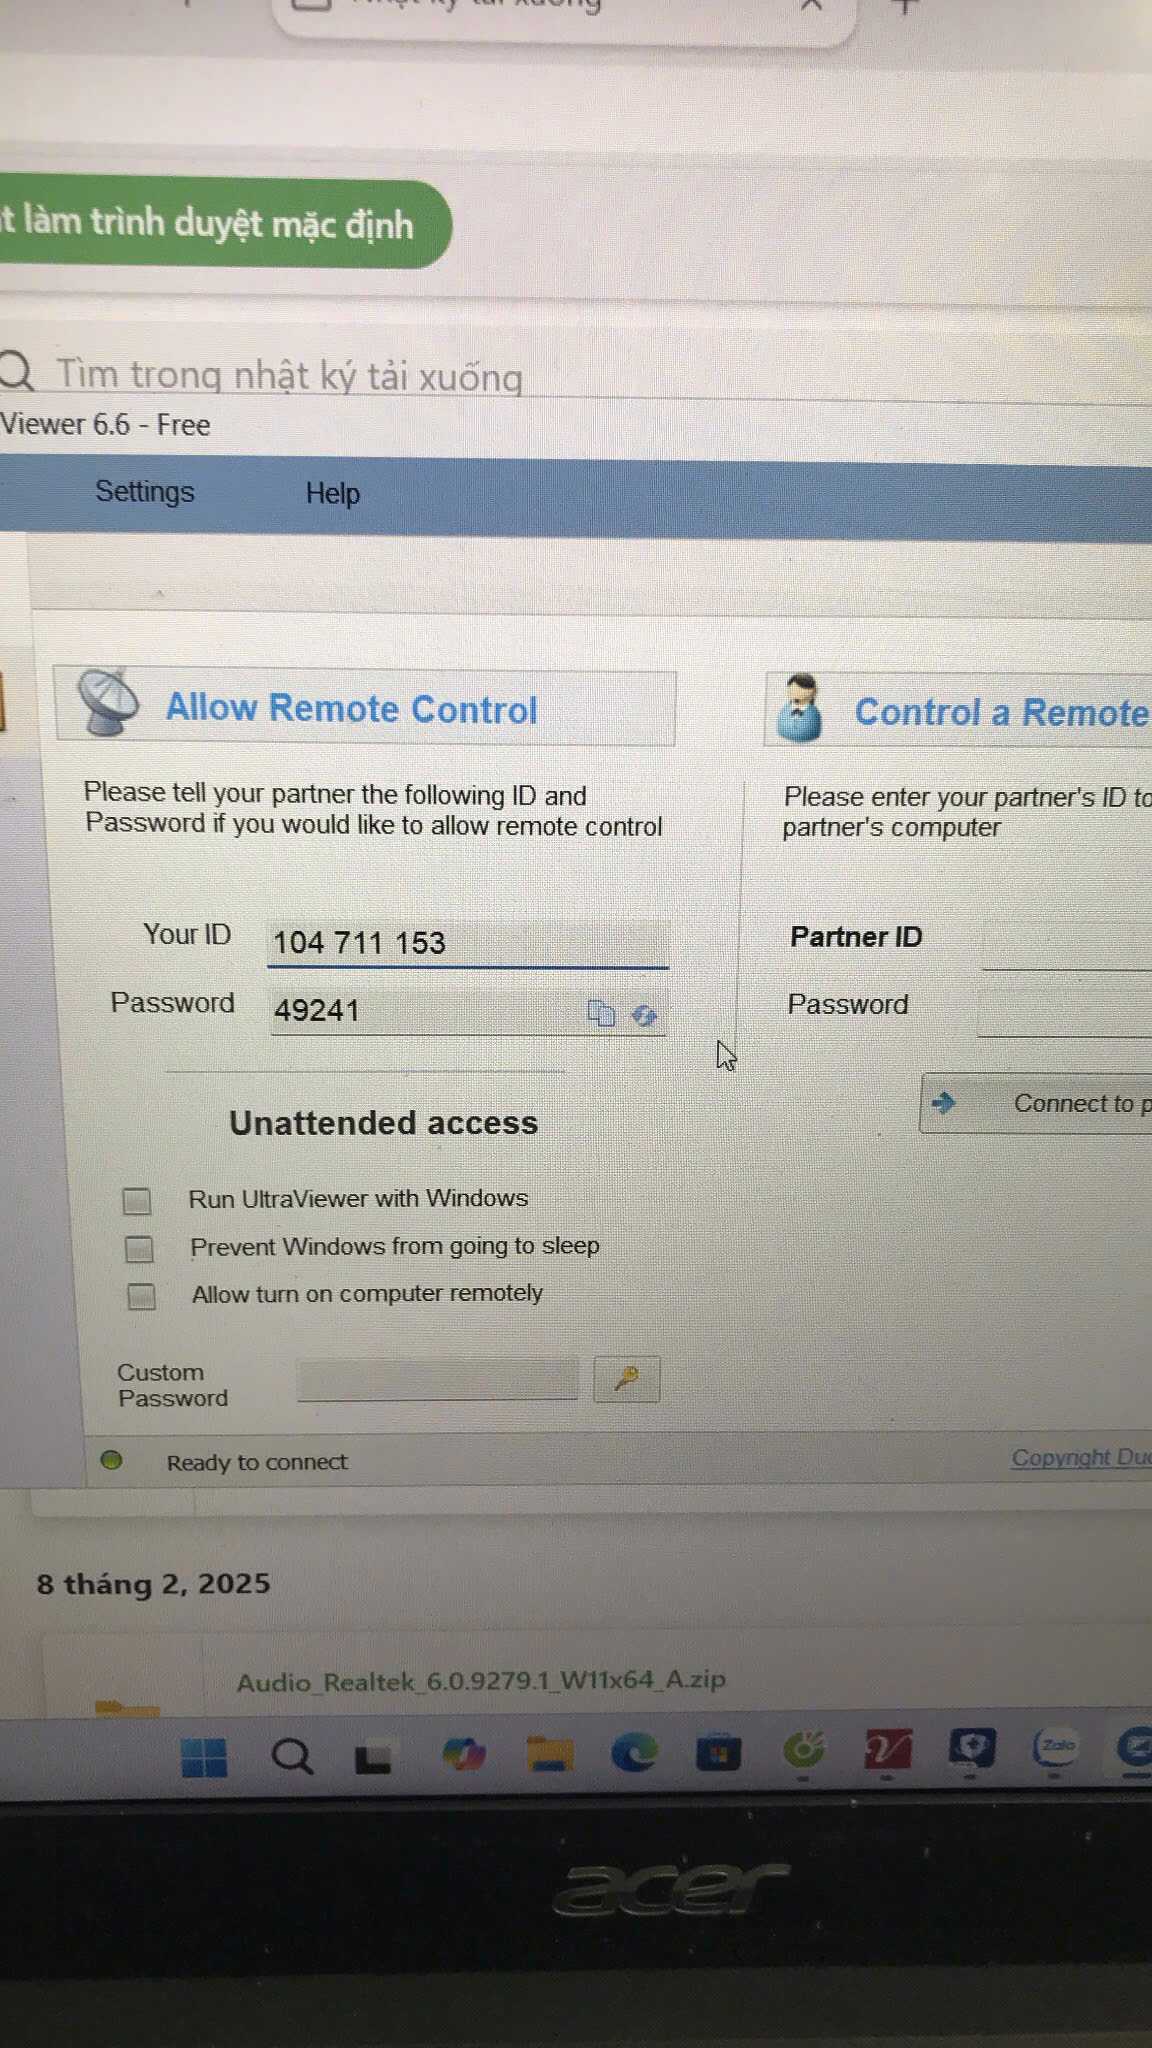 làm trình duyệt mặc định
Tìm trong nhật ký tải xuống
Viewer 6.6 - Free
Settings
Help
Allow Remote Control
Control a Remote
Please tell your partner the following ID and
Password if you would like to allow remote control
Please enter your partner's ID to
partner's computer
Your ID
104 711 153
Partner ID
Password
49241
Password
Connect to p
Unattended access
Run UltraViewer with Windows
Prevent Windows from going to sleep
Allow turn on computer remotely
Custom
Password
Ready to connect
Copyright Duc
8 tháng 2, 2025
Audio_Realtek_6.0.9279.1_W11x64_A.zip
Zalo
acer